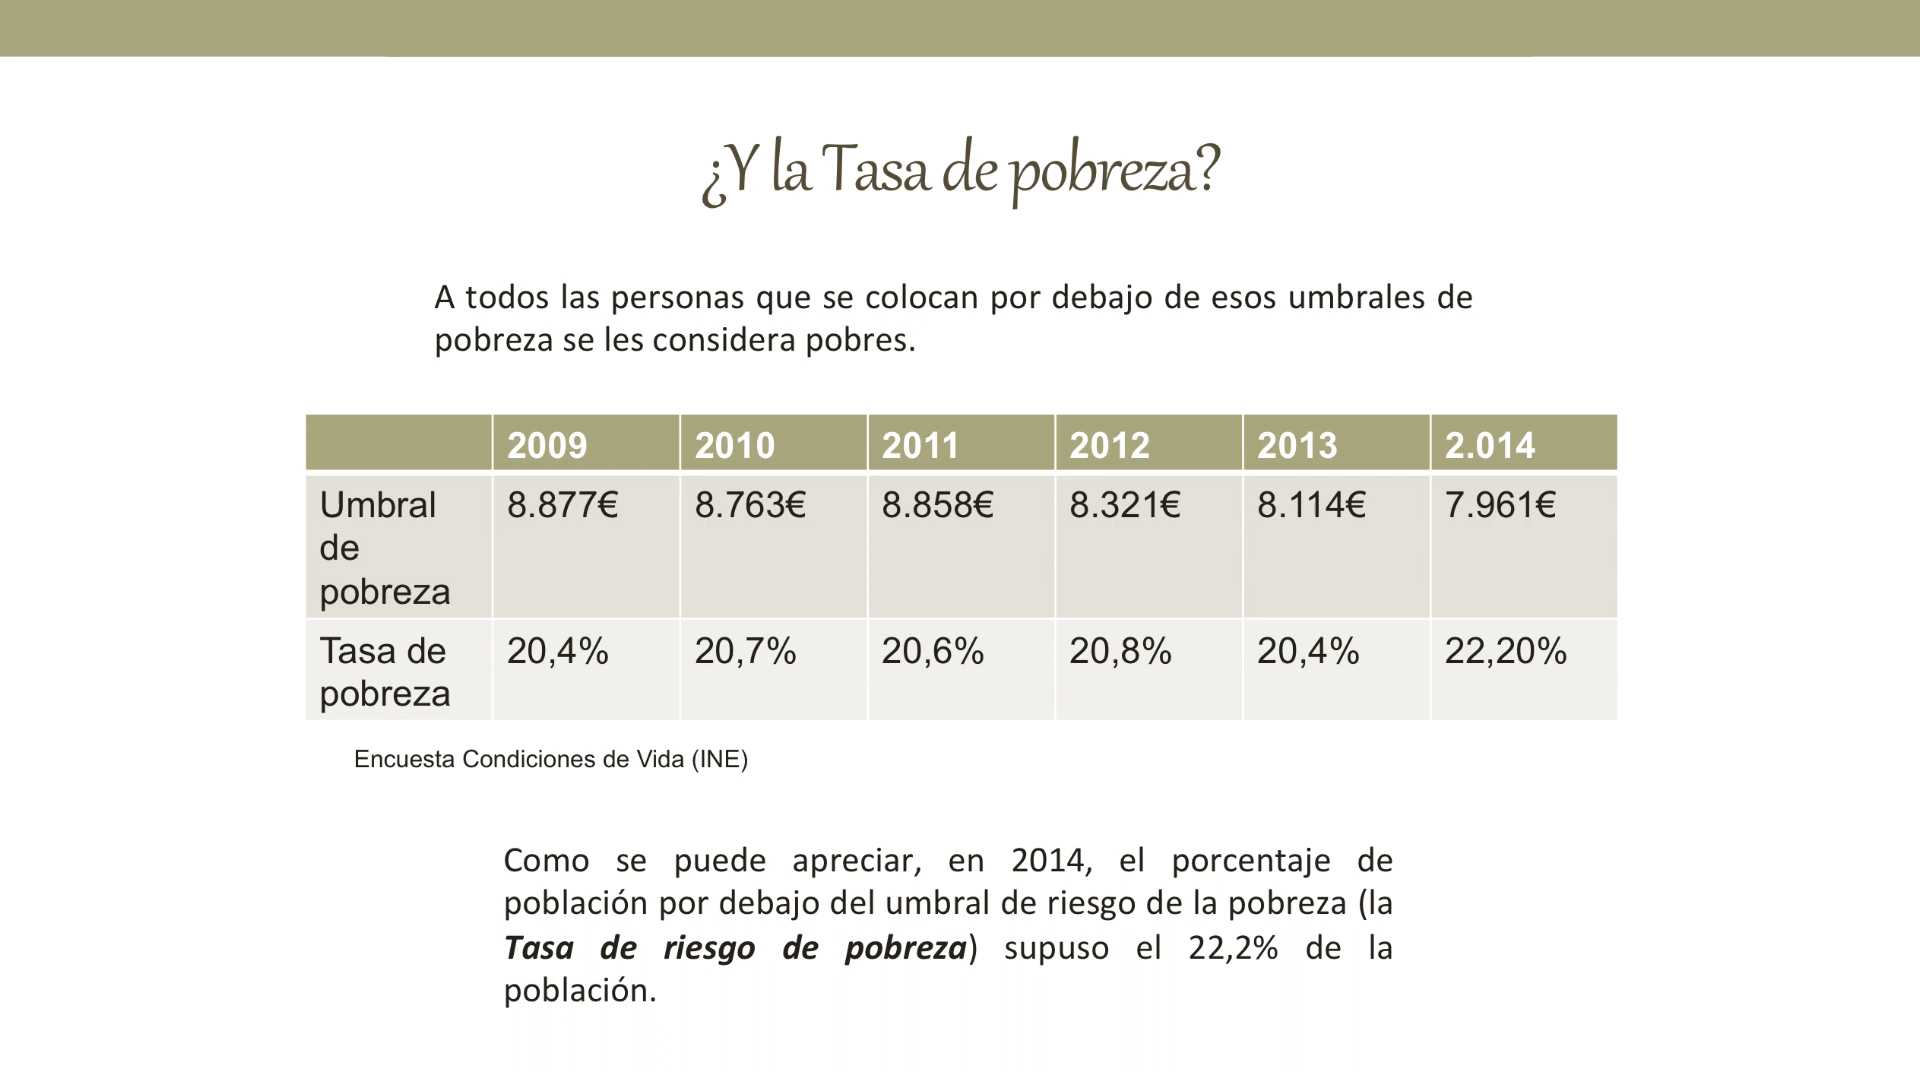 ¿Y la Tasa de pobreza?
A todos las personas que se colocan por debajo de esos umbrales de
pobreza se les considera pobres.
2009 2010 2011 2012 2013 2.014
Umbral de pobreza 8.877€ 8.763€ 8.858€ 8.321€ 8.114€ 7.961€
Tasa de pobreza 20,4% 20,7% 20,6% 20,8% 20,4% 22,20%
Encuesta Condiciones de Vida (INE)
Como se puede apreciar, en 2014, el porcentaje de
población por debajo del umbral de riesgo de la pobreza (la
Tasa de riesgo de pobreza) supuso el 22,2% de la
población.